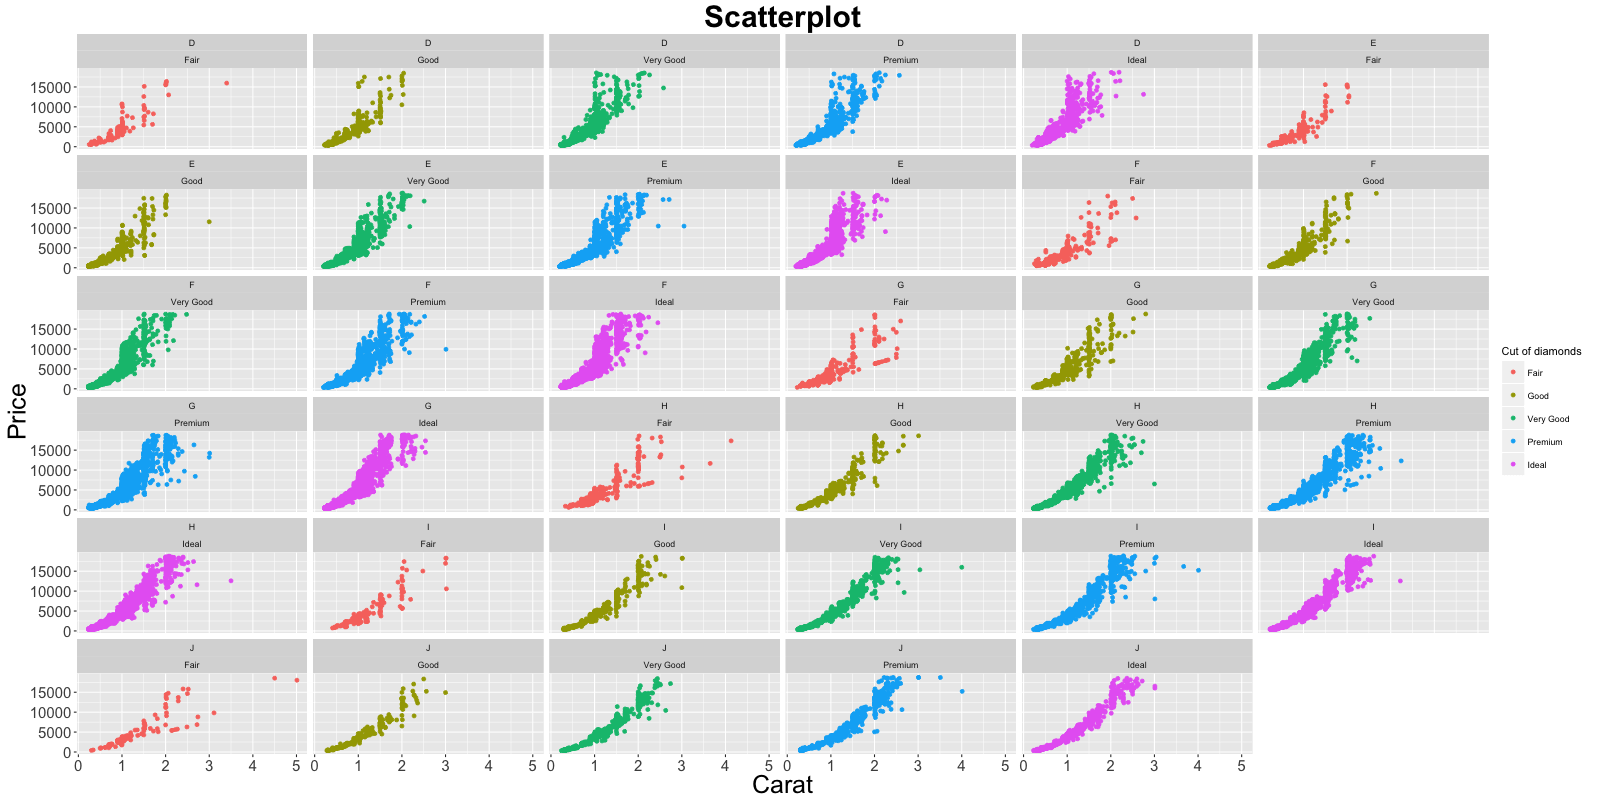 Scatterplot
D D D D D E
Fair Good Very Good Premium Ideal Fair
15000
10000
5000
0
E E E E F F
Good Very Good Premium Ideal Fair Good
15000
10000
5000
0
F F F G G G
Very Good Premium Ideal Fair Good Very Good
15000
10000
5000
0
G G H H H H
Premium Ideal Fair Good Very Good Premium
15000
10000
5000
0
H I I I I I
Ideal Fair Good Very Good Premium Ideal
15000
10000
5000
0
J J J J J
Fair Good Very Good Premium Ideal
15000
10000
5000
0
0 1 2 3 4 5 0 1 2 3 4 5 0 1 2 3 4 5 0 1 2 3 4 5 0 1 2 3 4 5
Carat
Price
Cut of diamonds
Fair
Good
Very Good
Premium
Ideal